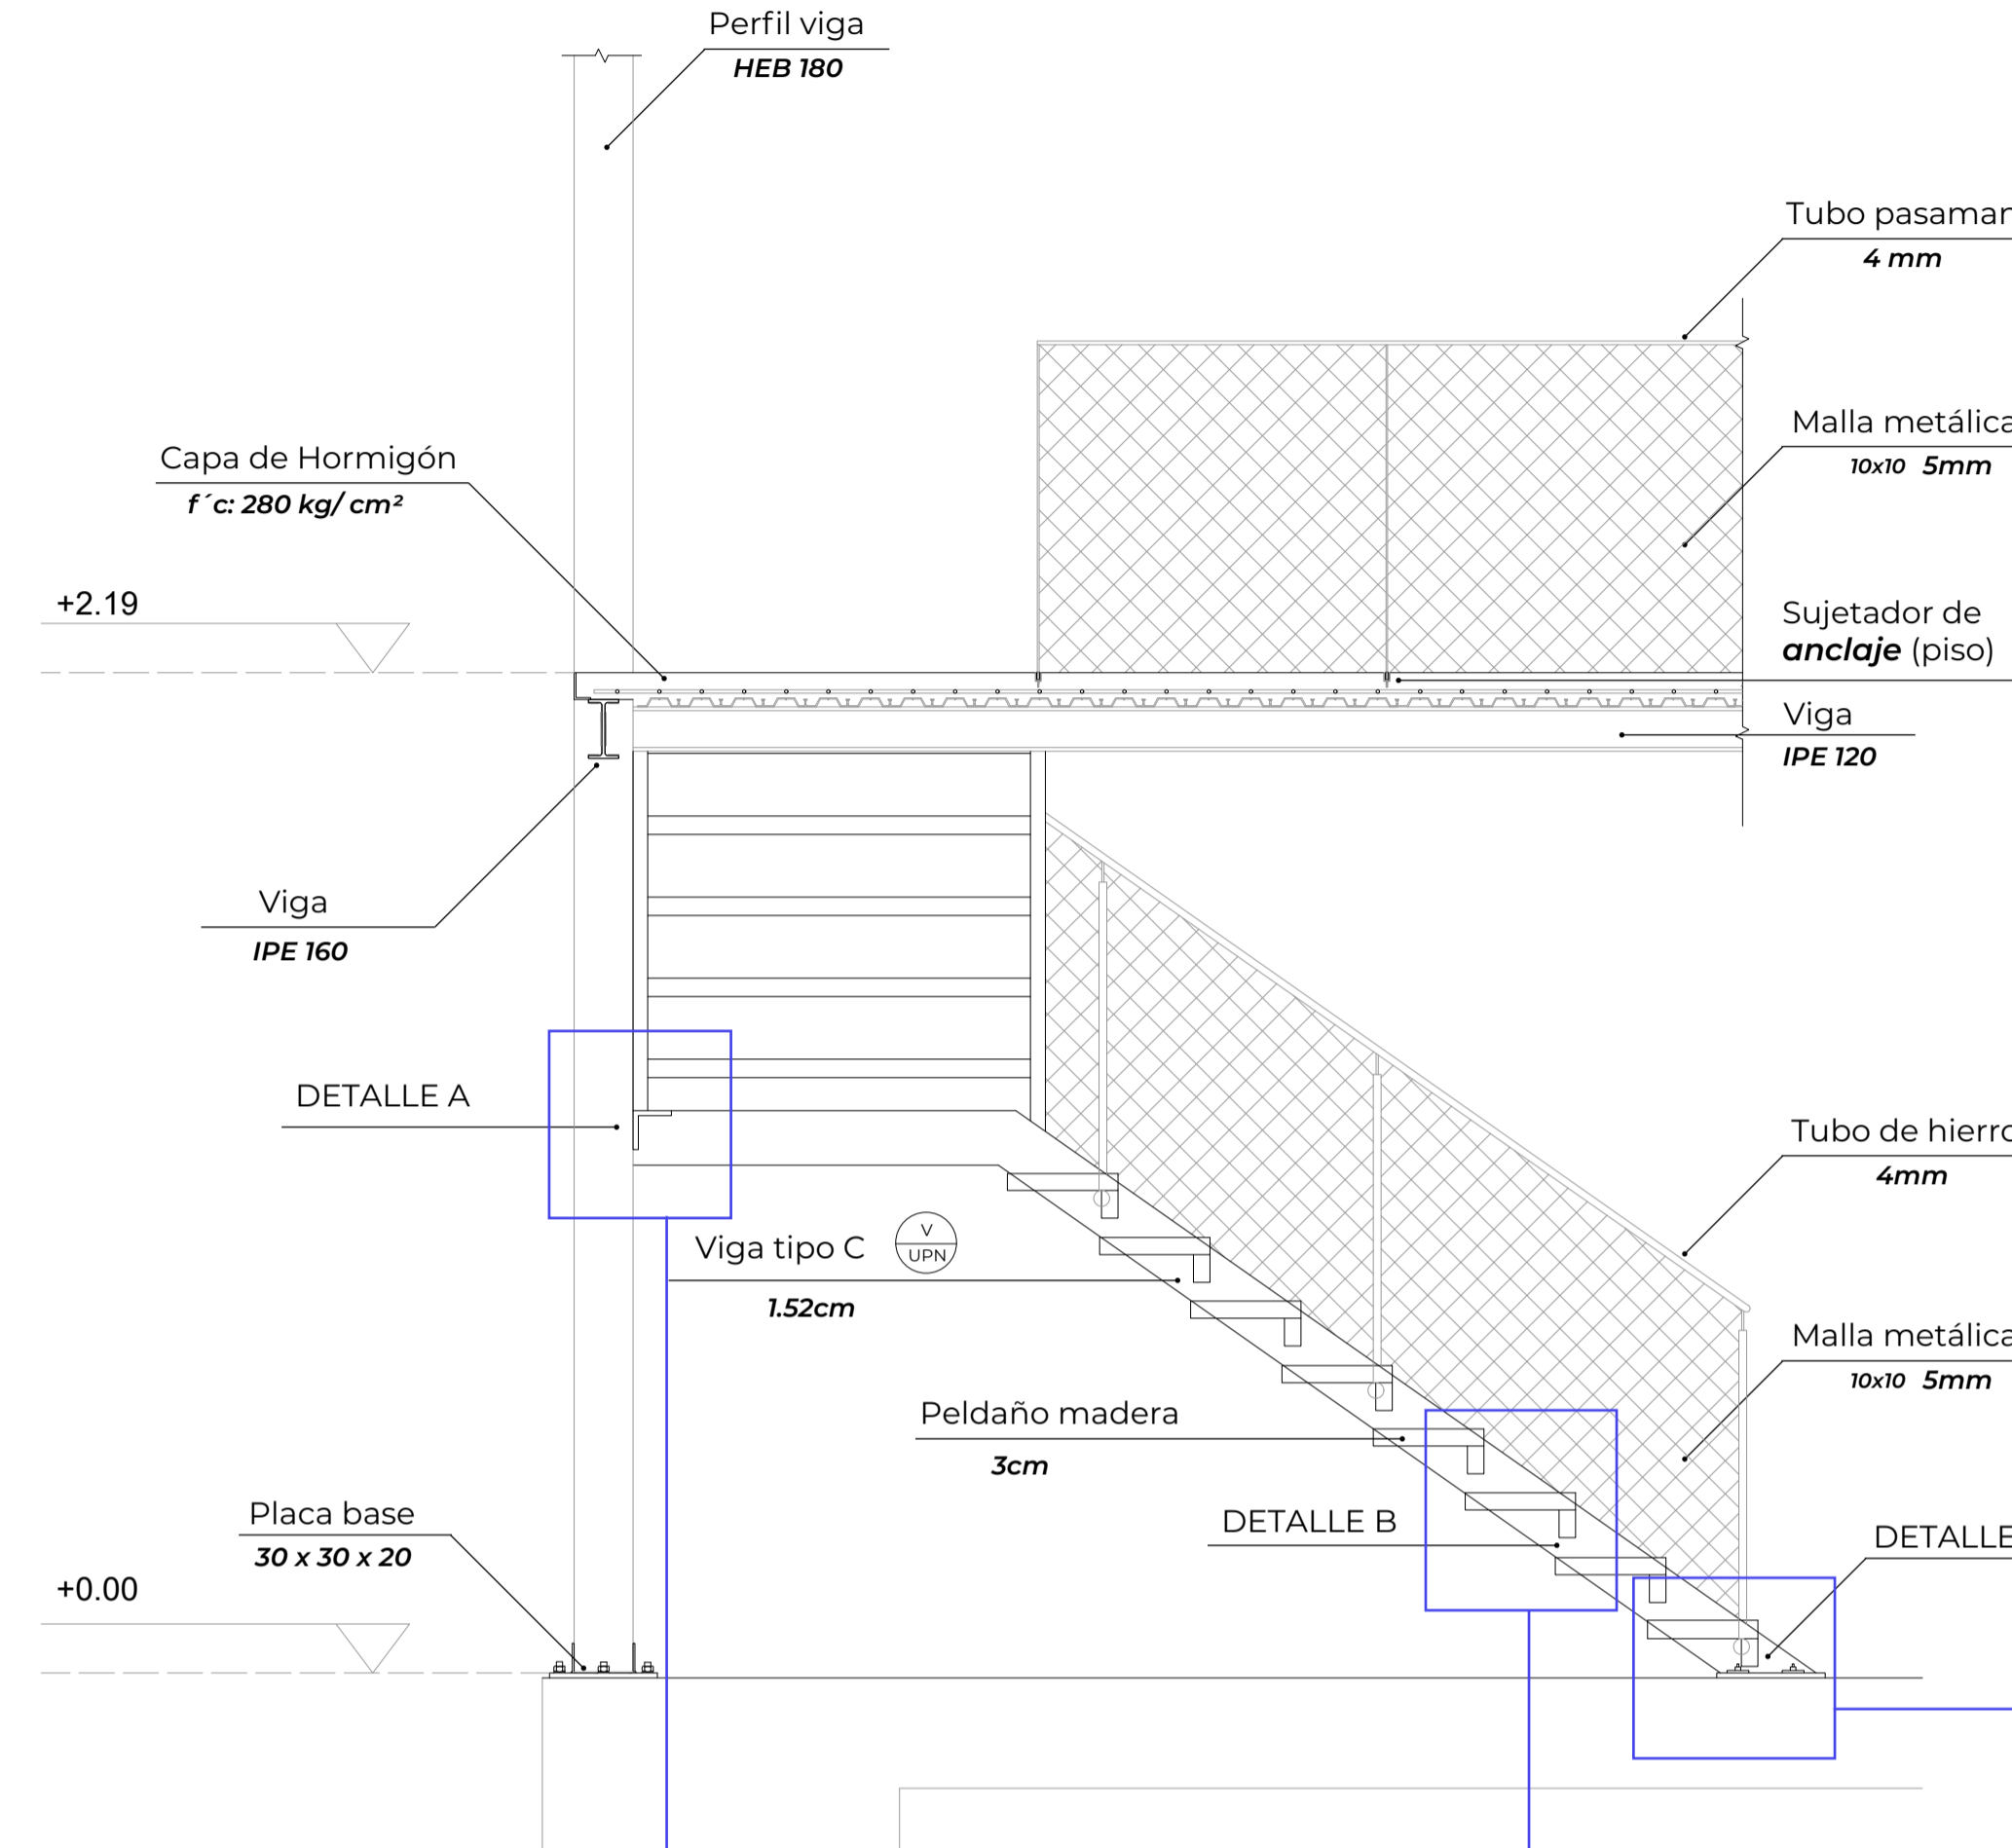 Perfil viga
HEB 180
Tubo pasaman
4 mm
Malla metálica
10x10 5mm
Capa de Hormigón
f´c: 280 kg/ cm²
+2.19
Sujetador de
anclaje (piso)
Viga
IPE 120
Viga
IPE 160
DETALLE A
Tubo de hierro
4mm
Viga tipo C
V
UPN
1.52cm
Malla metálica
10x10 5mm
Peldaño madera
3cm
Placa base
30 x 30 x 20
DETALLE B
DETALLE
+0.00